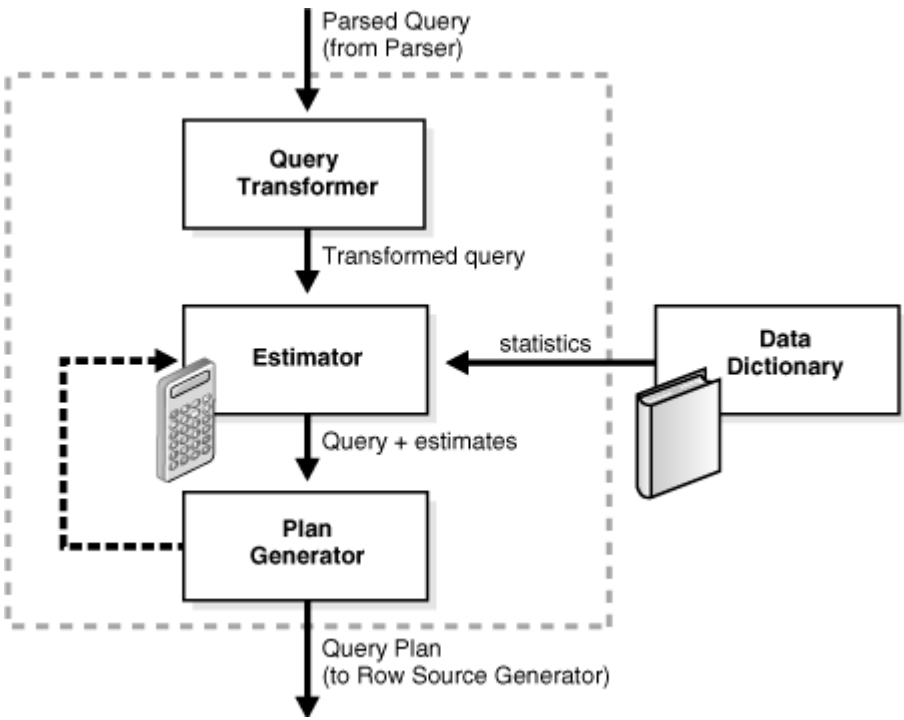 Parsed Query
(from Parser)
Query
Transformer
Transformed query
Estimator
statistics
Data
Dictionary
Query + estimates
Plan
Generator
Query Plan
(to Row Source Generator)